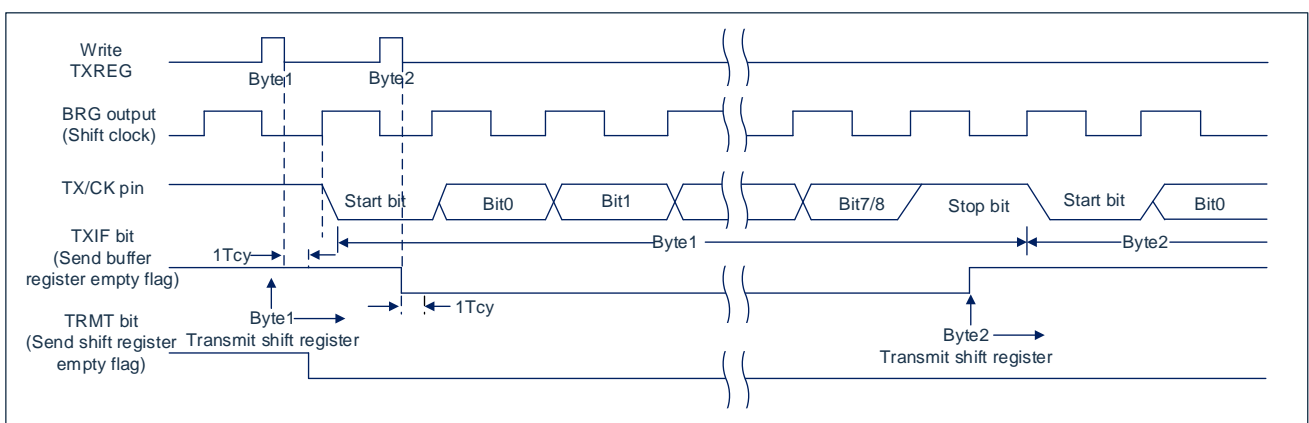 Write
TXREG
Byte1
Byte2
BRG output
(Shift clock)
TX/CK pin
Start bit
Bit0
Bit1
Bit7/8
Stop bit
Start bit
Bit0
TXIF bit
(Send buffer
register empty flag)
1Tcy
Byte1
Byte2
1Tcy
TRMT bit
(Send shift register
empty flag)
Byte1
Transmit shift register
Byte2
Transmit shift register